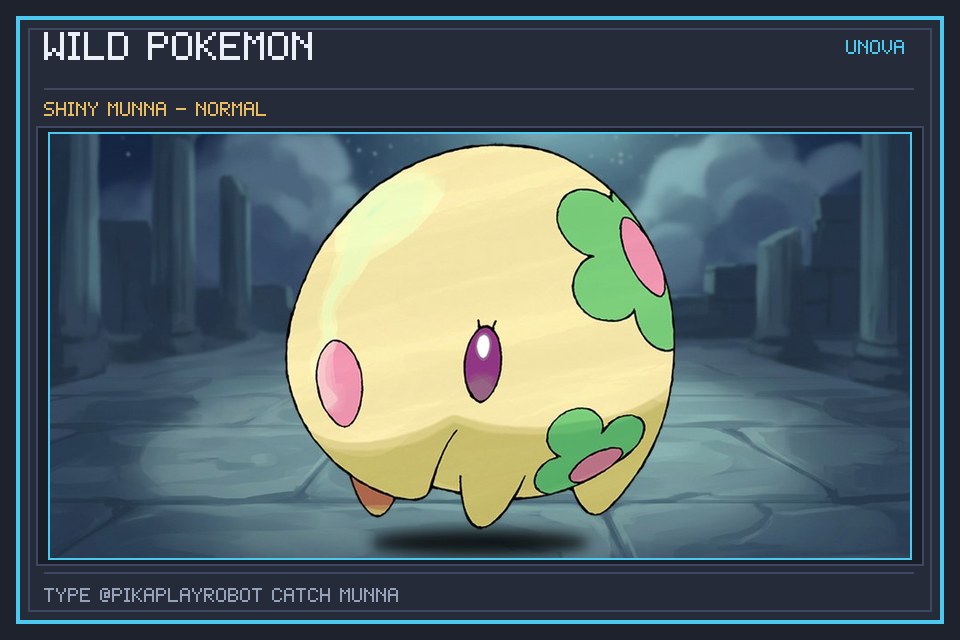 WILD POKEMON
UNOVA
SHINY MUNNA - NORMAL
TYPE @PIKAPLAYROBOT CATCH MUNNA